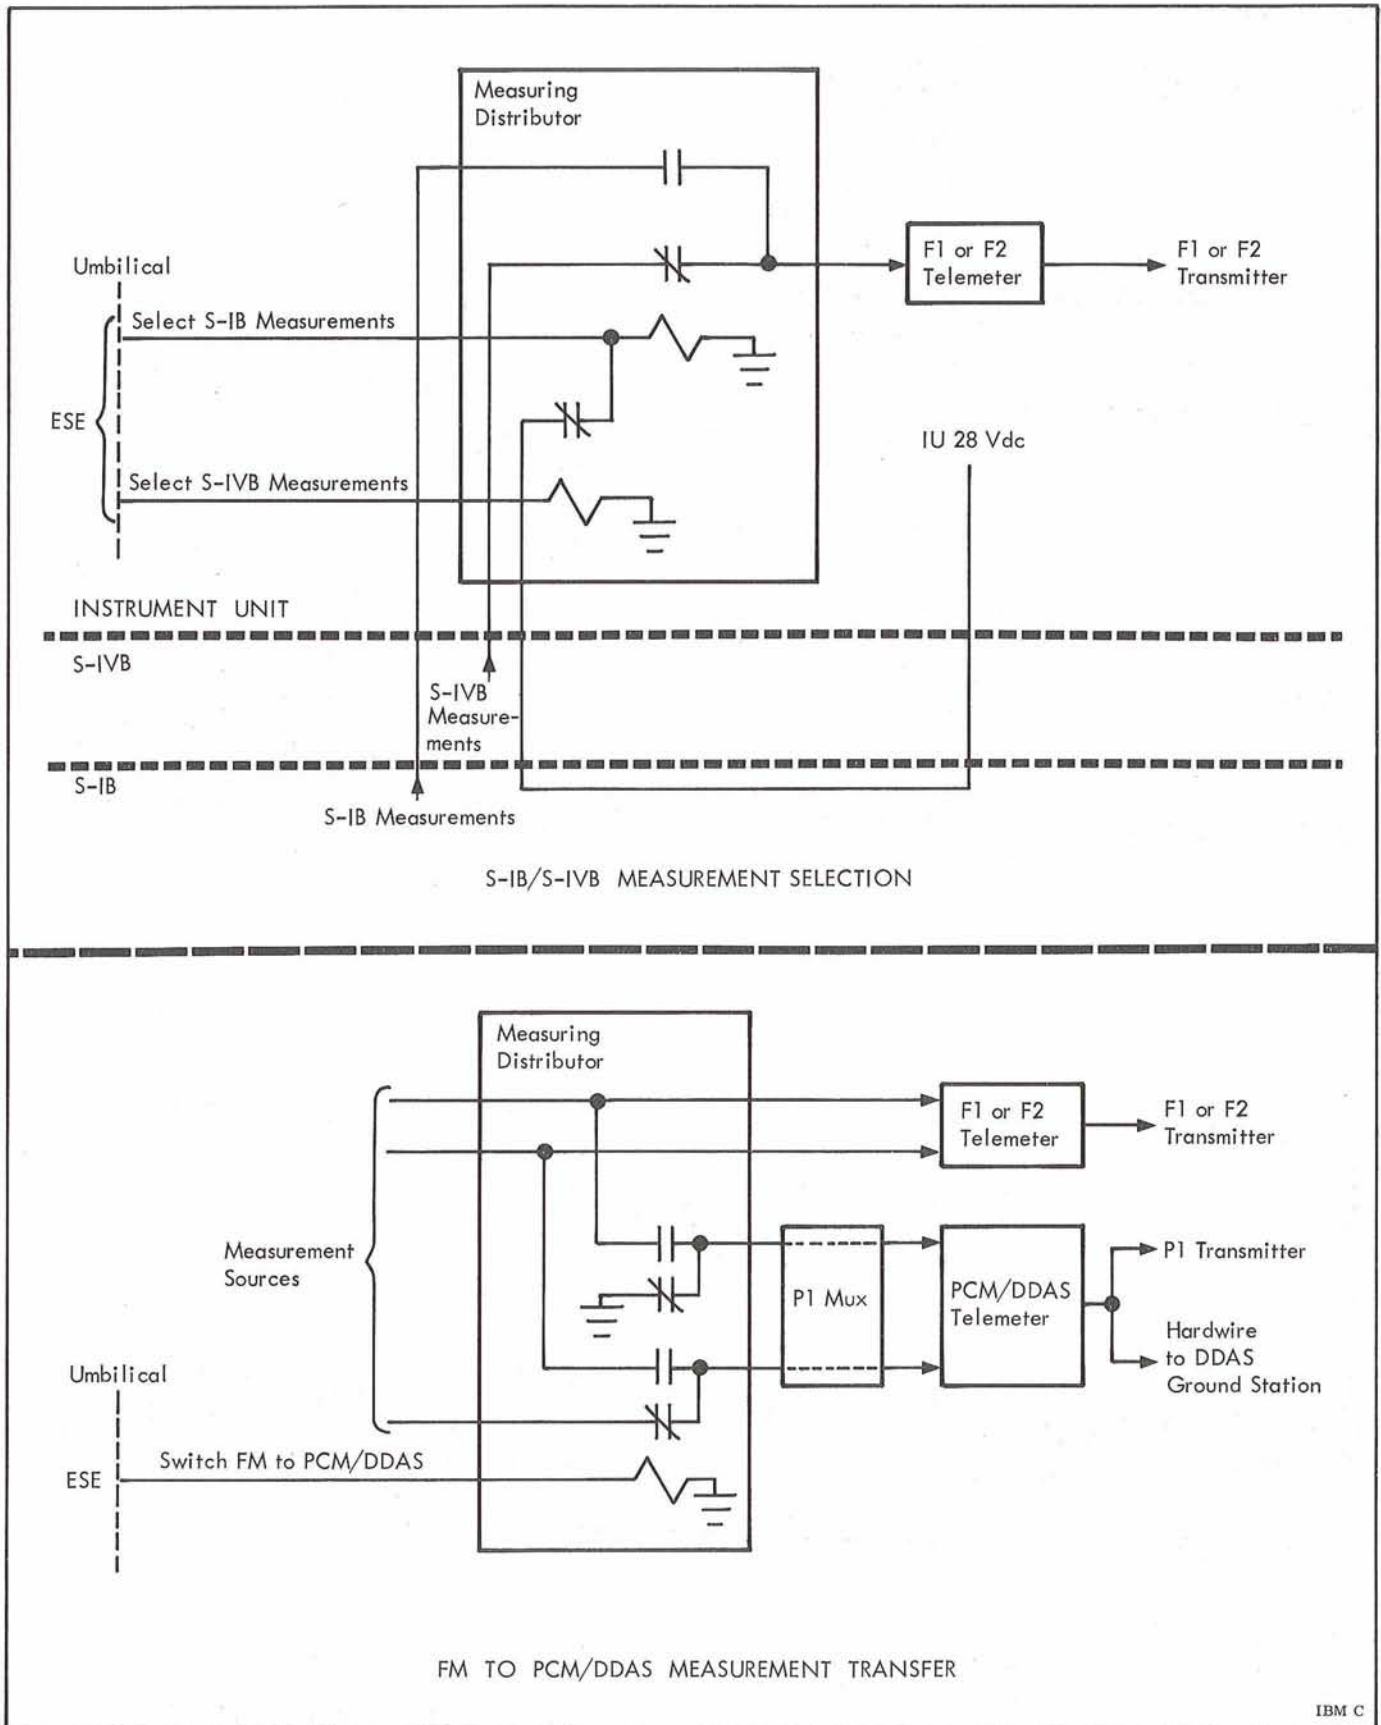 Measuring
Distributor
Umbilical
F1 or F2
Telemeter
F1 or F2
Transmitter
Select S-IB Measurements
ESE
IU 28 Vdc
Select S-IVB Measurements
INSTRUMENT UNIT
S-IVB
S-IVB
Measure-
ments
S-IB
S-IB Measurements
S-IB/S-IVB MEASUREMENT SELECTION
Measuring
Distributor
F1 or F2
Telemeter
F1 or F2
Transmitter
Measurement
Sources
P1 Mux
PCM/DDAS
Telemeter
P1 Transmitter
Hardwire
to DDAS
Ground Station
Umbilical
Switch FM to PCM/DDAS
ESE
FM TO PCM/DDAS MEASUREMENT TRANSFER
IBM C